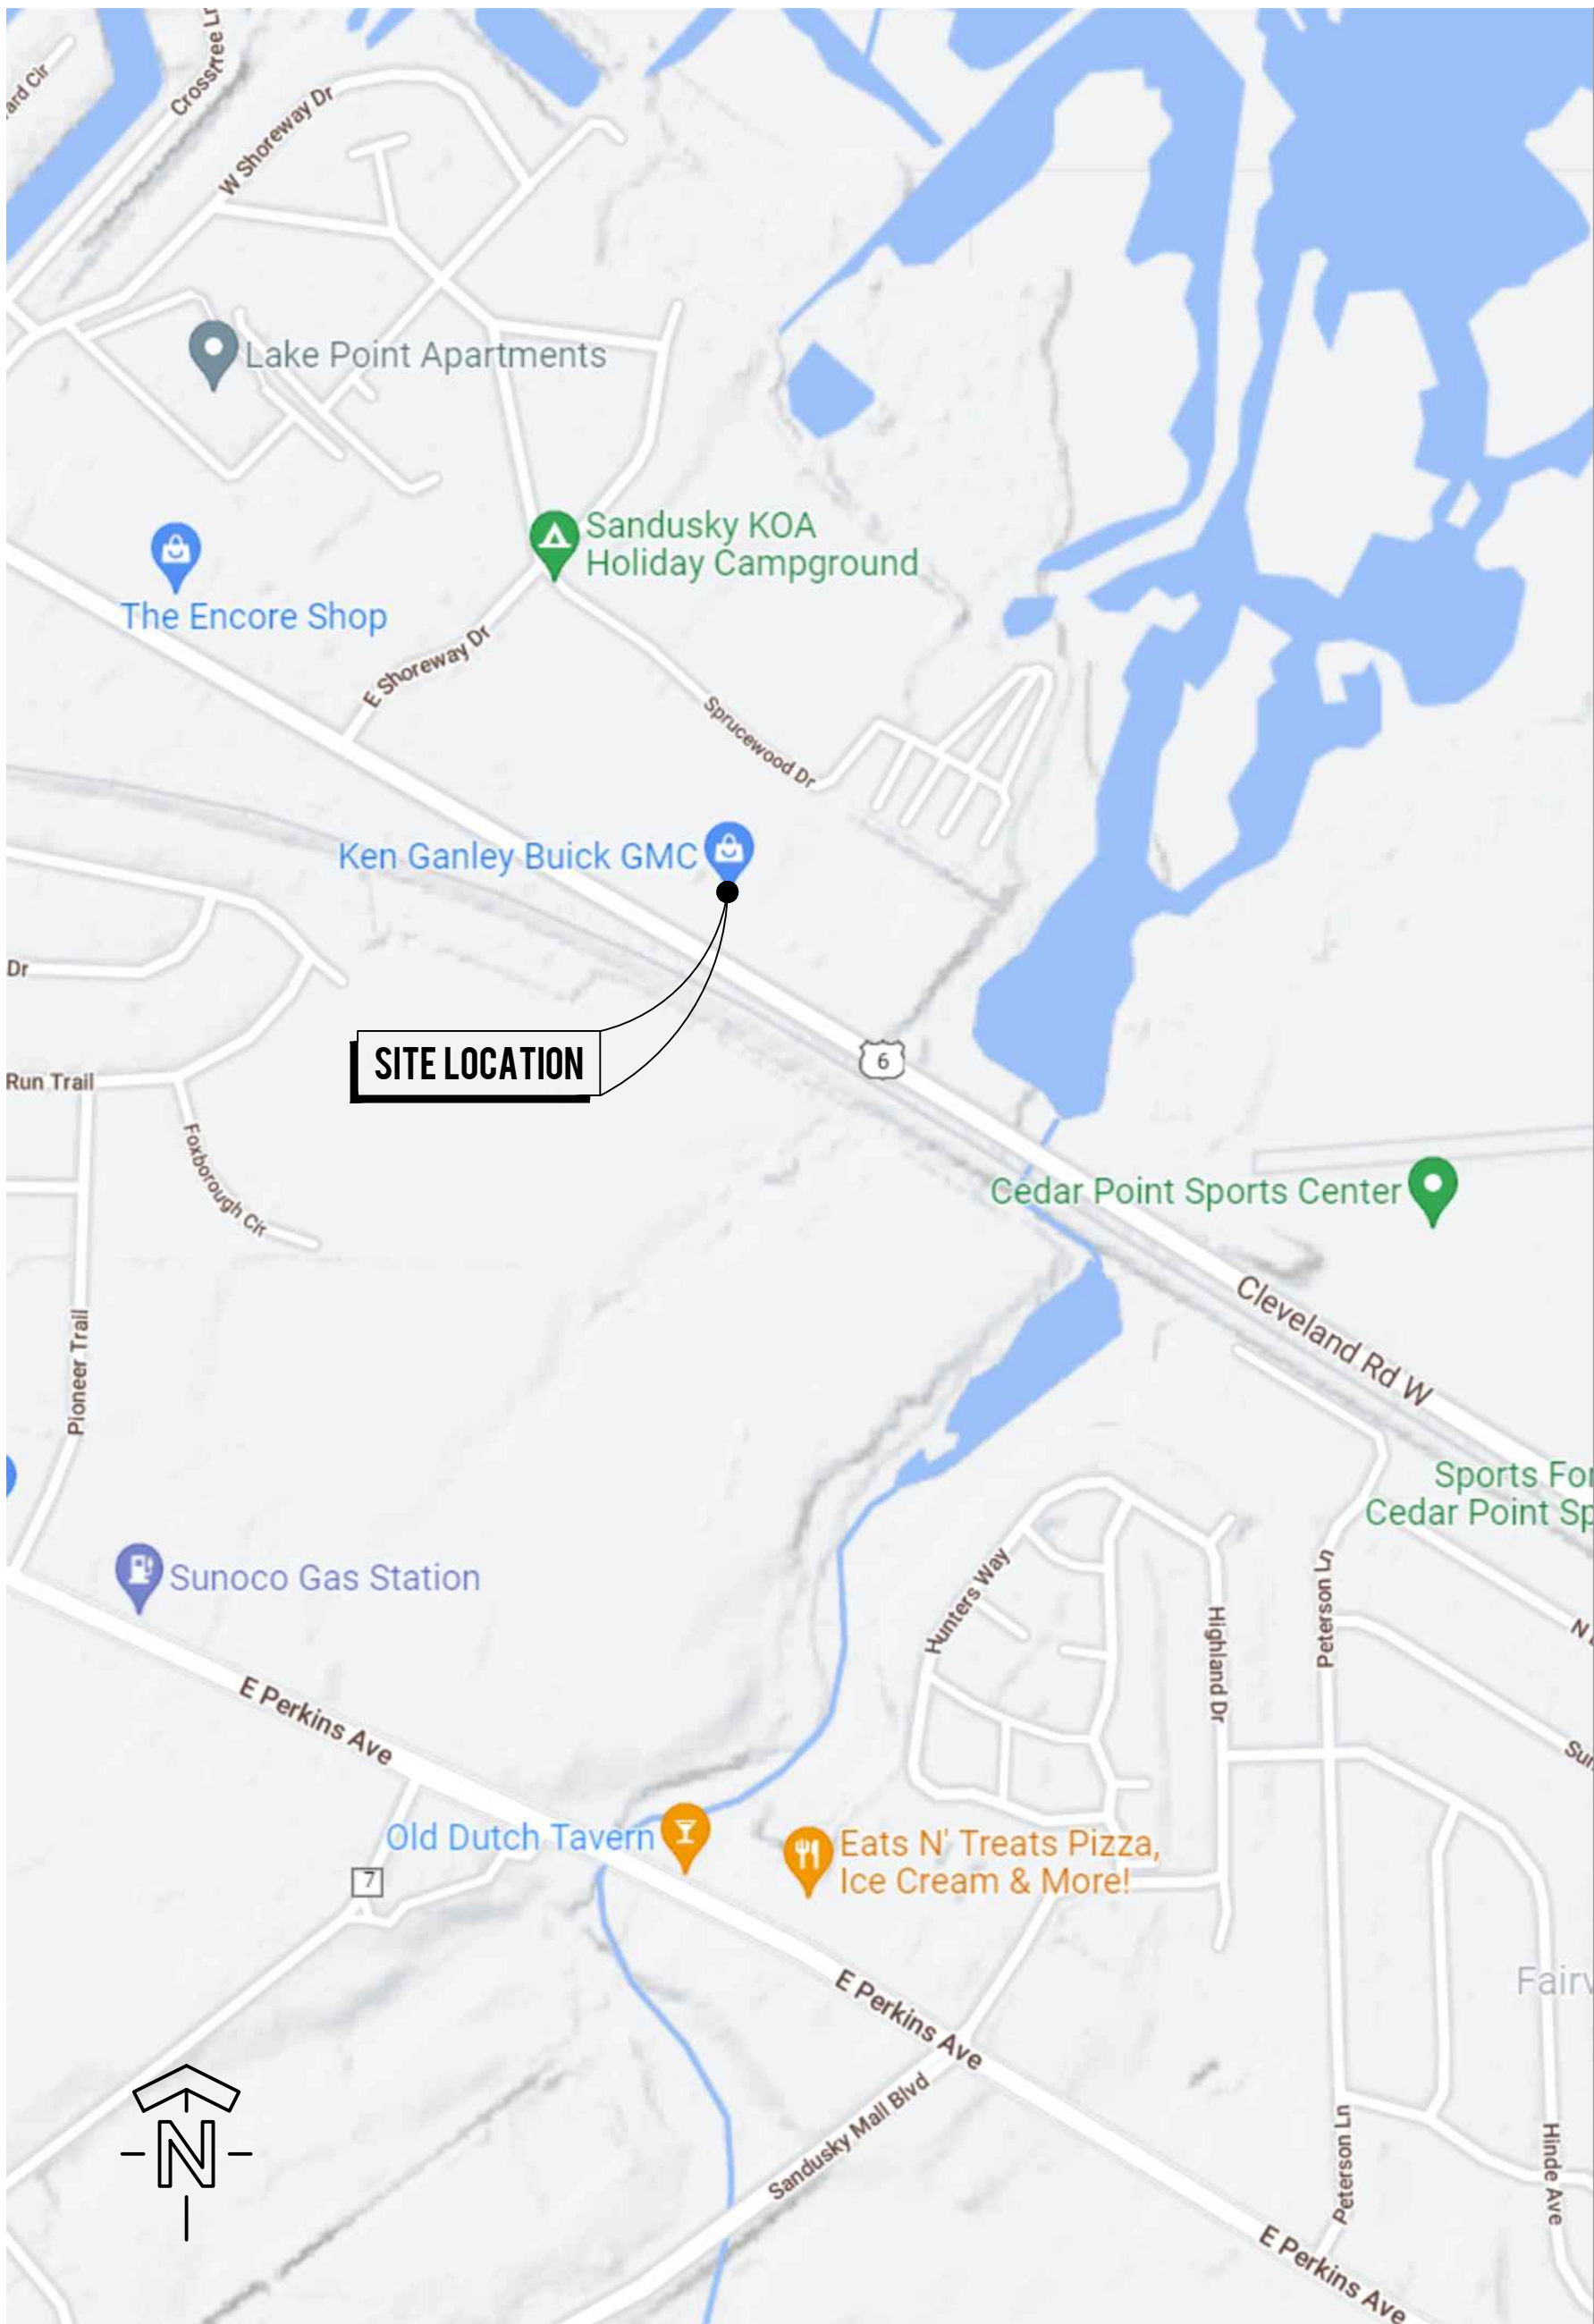 ard Cir
Crosstree Ln
W Shoreway Dr
Lake Point Apartments
Sandusky KOA
Holiday Campground
The Encore Shop
E Shoreway Dr
Sprucewood Dr
Ken Ganley Buick GMC
Dr
SITE LOCATION
6
Run Trail
Foxborough Cir
Cedar Point Sports Center
Cleveland Rd W
Pioneer Trail
Sports For
Cedar Point Sp
Sunoco Gas Station
Hunters Way
Highland Dr
Peterson Ln
N
E Perkins Ave
Sun
Old Dutch Tavern
Eats N' Treats Pizza,
Ice Cream & More!
7
E Perkins Ave
Fairv
Sandusky Mall Blvd
N
Peterson Ln
Hinde Ave
E Perkins Ave